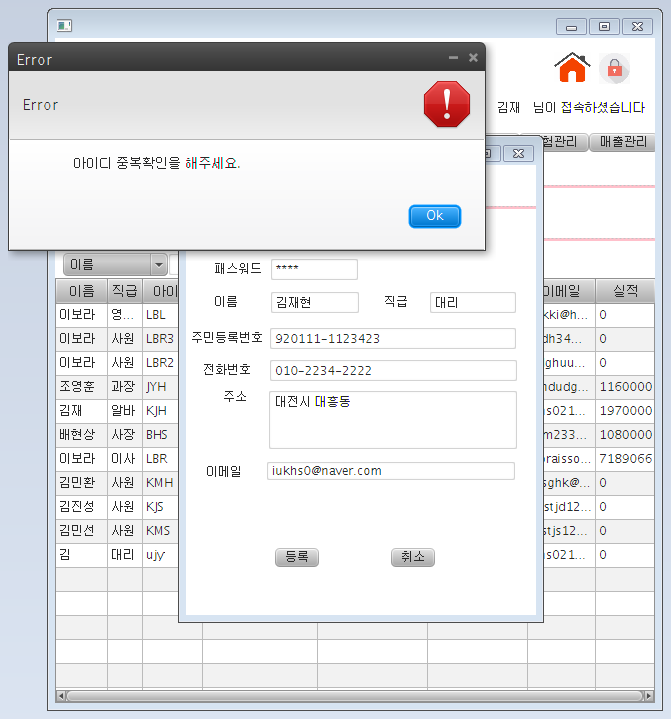 Error
Error
아이디 중복확인을 해주세요.
Ok
김재 님이 접속하셨습니다
험관리 매출관리
이름
패스워드 ****
이름 김재현 직급 대리
주민등록번호 920111-1123423
전화번호 010-2234-2222
주소 대전시 대흥동
이메일 iukhs0@naver.com
등록 취소
이름 직급 아이 이메일 실적
이보라 영... LBL kki@h... 0
이보라 사원 LBR3 dh34... 0
이보라 사원 LBR2 ghuu... 0
조영훈 과장 JYH ndudg... 1160000
김재 알바 KJH us021... 1970000
배현상 사장 BHS m233... 1080000
이보라 이사 LBR oraisso... 7189066
김민환 사원 KMH sghk@... 0
김진성 사원 KJS stjd12... 0
김민선 사원 KMS stjs12... 0
김 대리 ujy us021... 0